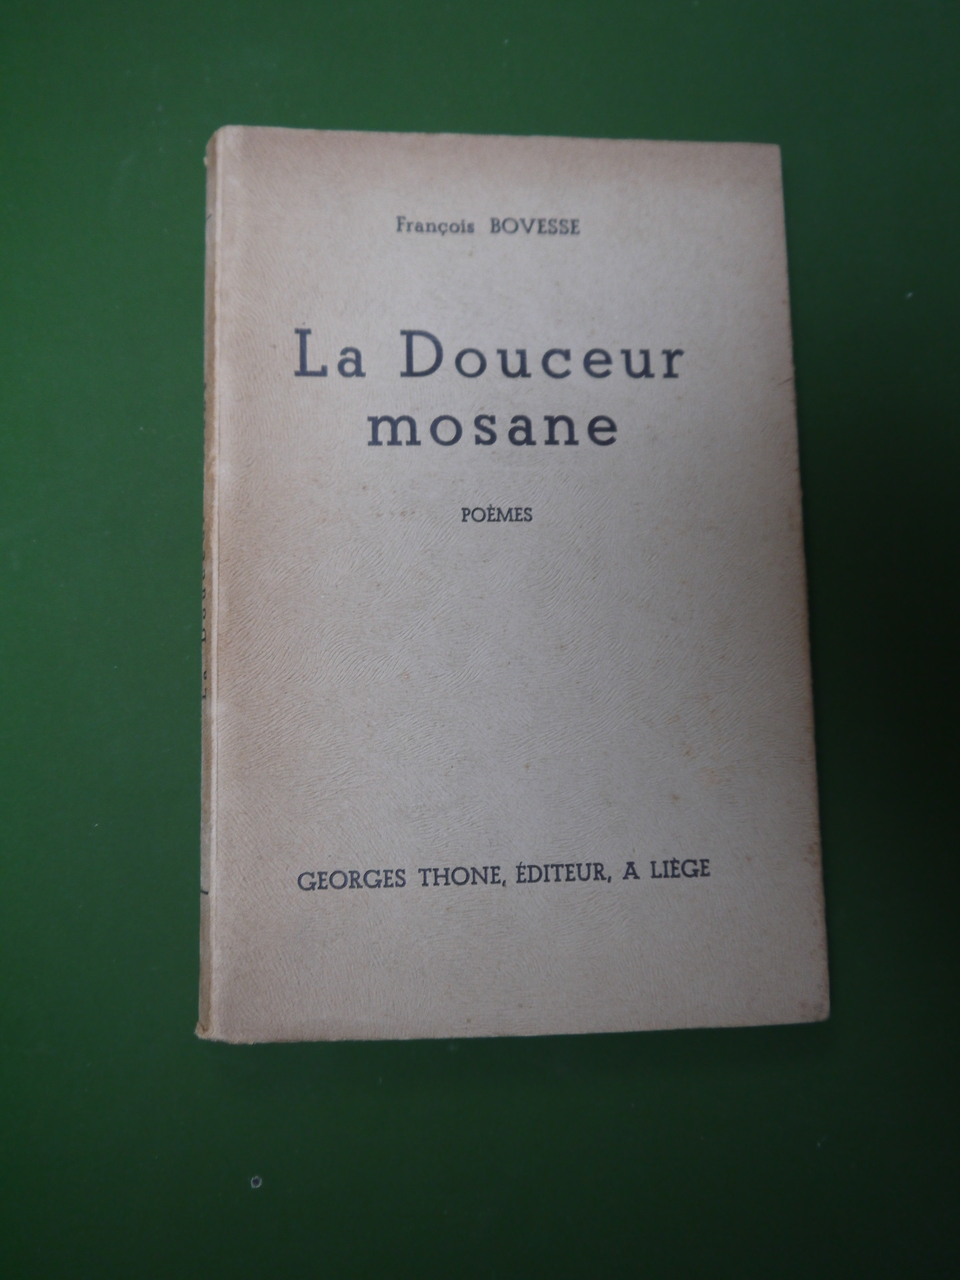 François BOVESSE
La Douceur
mosane
POÈMES
GEORGES THONE, ÉDITEUR, A LIÈGE